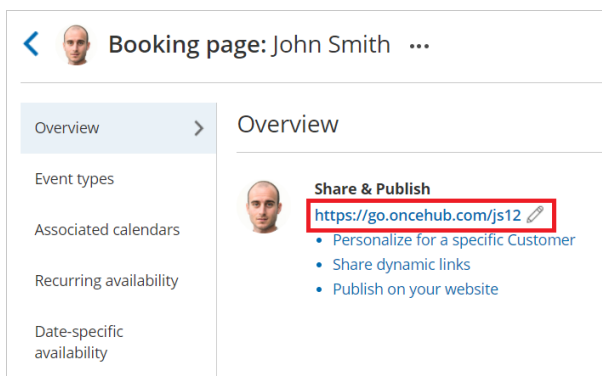 Booking page: John Smith ...
Overview
Event types
Associated calendars
Recurring availability
Date-specific
availability
Overview
Share & Publish
https://go.oncehub.com/js12
• Personalize for a specific Customer
• Share dynamic links
• Publish on your website